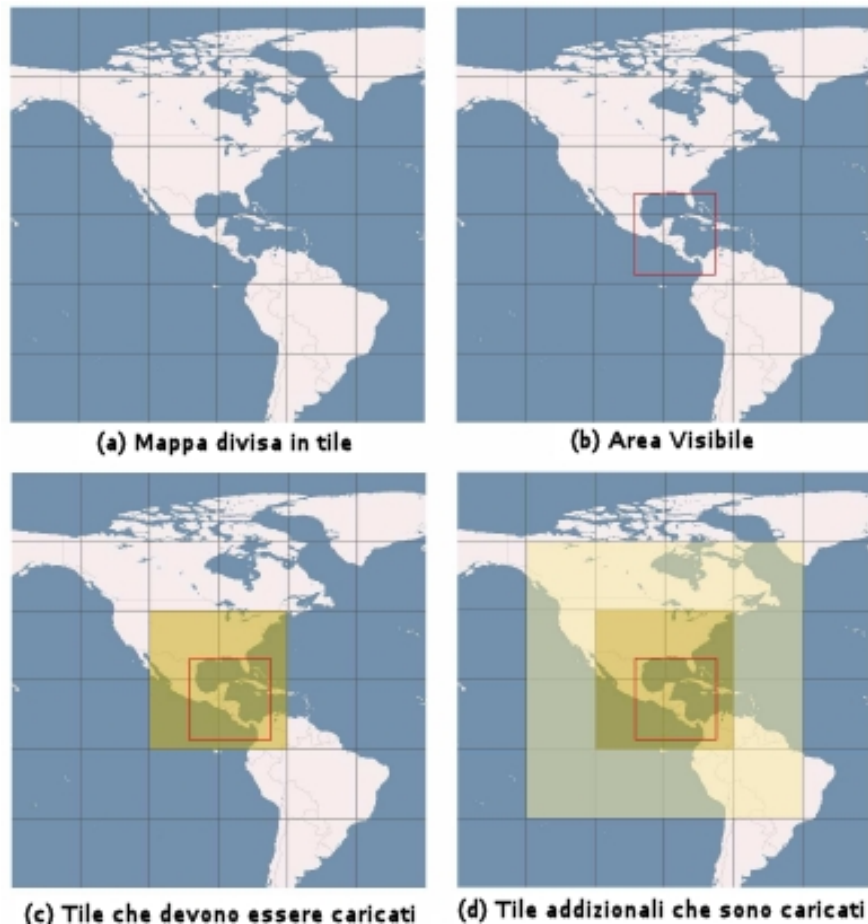 (a) Mappa divisa in tile
(b) Area Visibile
(c) Tile che devono essere caricati
(d) Tile addizionali che sono caricati